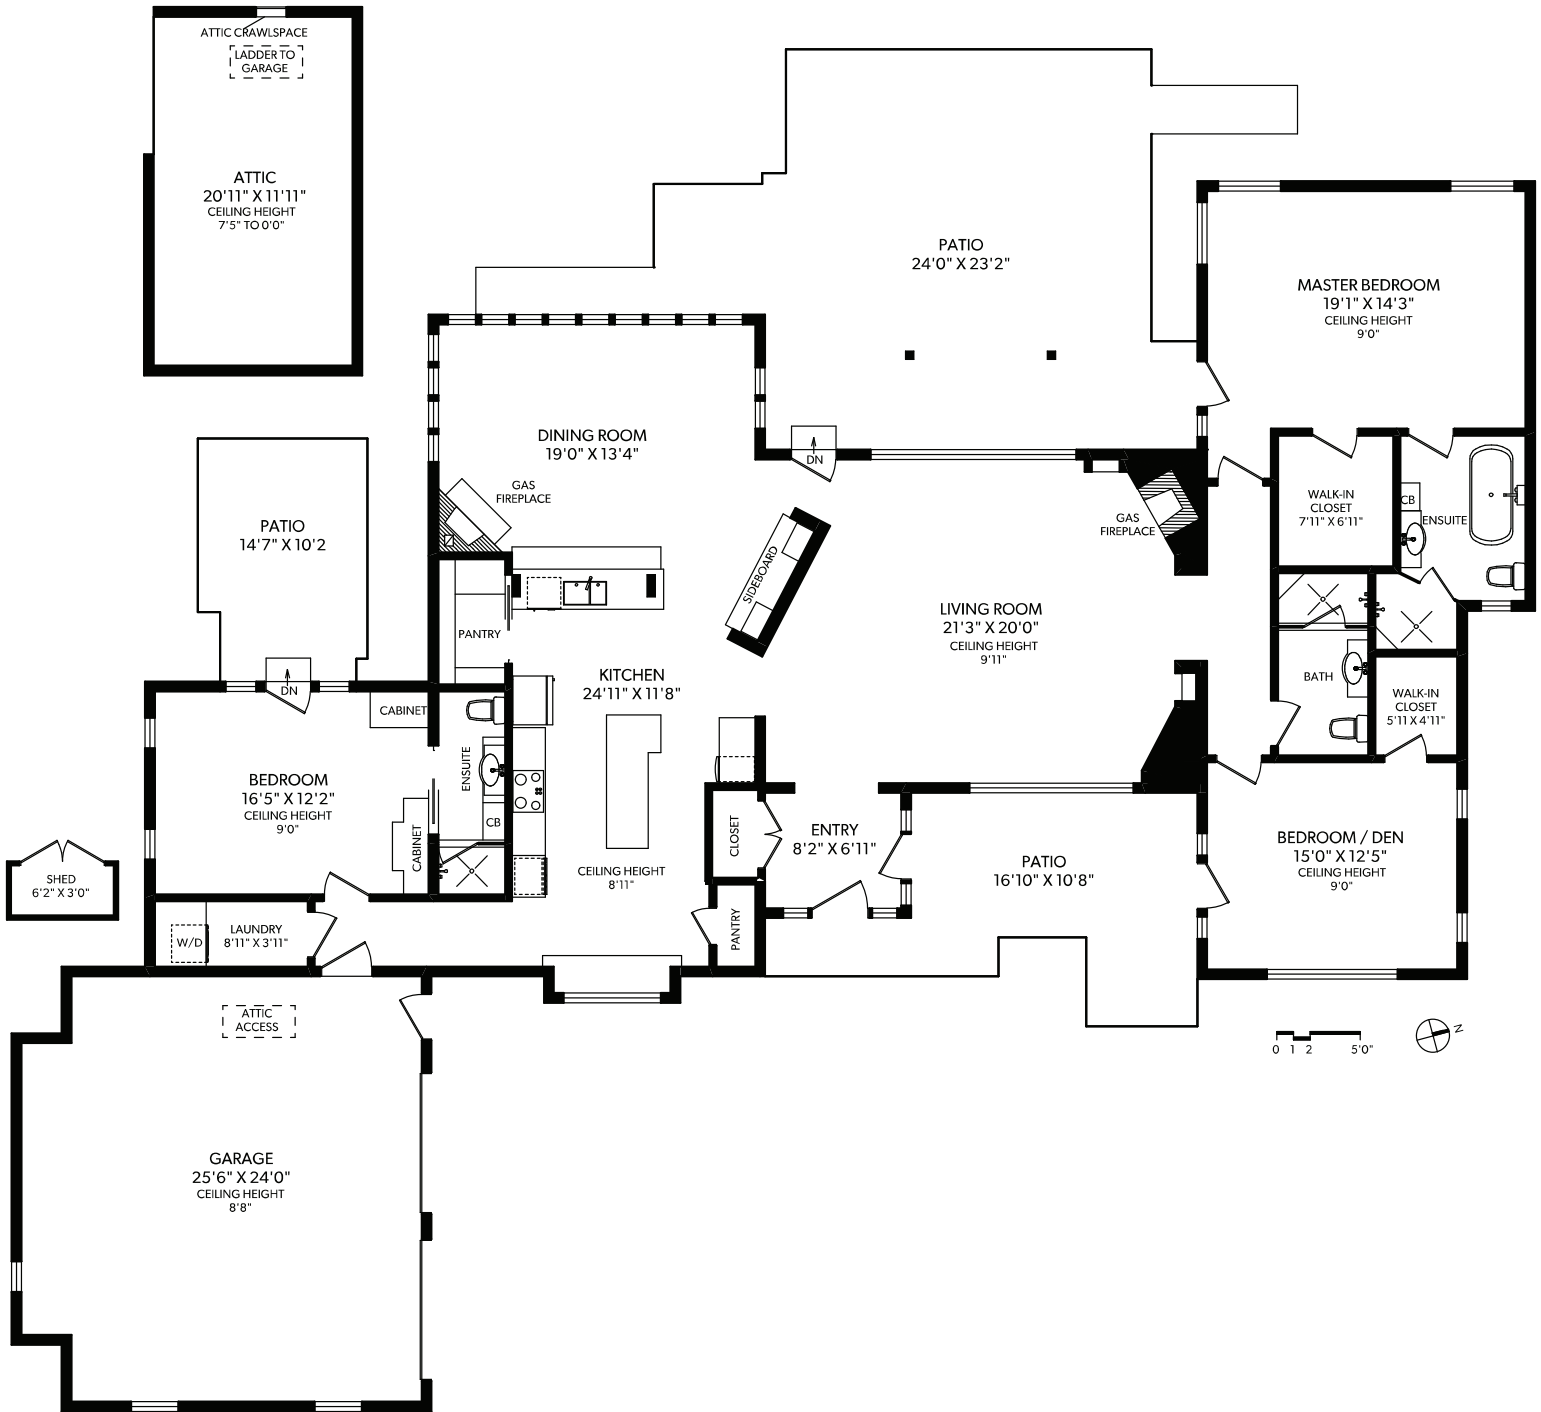 ATTIC CRAWLSPACE
LADDER TO
GARAGE
ATTIC
20'11" X 11'11"
CEILING HEIGHT
7'5" TO 0'0"
PATIO
24'0" X 23'2"
MASTER BEDROOM
19'1" X 14'3"
CEILING HEIGHT
9'0"
DINING ROOM
19'0" X 13'4"
DN
GAS
FIREPLACE
PATIO
14'7" X 10'2
WALK-IN
CLOSET
7'11" X 6'11"
CB
ENSUITE
GAS
FIREPLACE
SIDEBOARD
LIVING ROOM
21'3" X 20'0"
CEILING HEIGHT
9'11"
PANTRY
KITCHEN
24'11" X 11'8"
BATH
WALK-IN
CLOSET
5'11 X 4'11"
DN
CABINET
ENSUITE
BEDROOM
16'5" X 12'2"
CEILING HEIGHT
9'0"
CB
CABINET
CLOSET
ENTRY
8'2" X 6'11"
BEDROOM / DEN
15'0" X 12'5"
CEILING HEIGHT
9'0"
PATIO
16'10" X 10'8"
CEILING HEIGHT
8'11"
SHED
6'2" X 3'0"
PANTRY
W/D
LAUNDRY
8'11" X 3'11"
ATTIC
ACCESS
0 1 2 5'0"
N
GARAGE
25'6" X 24'0"
CEILING HEIGHT
8'8"